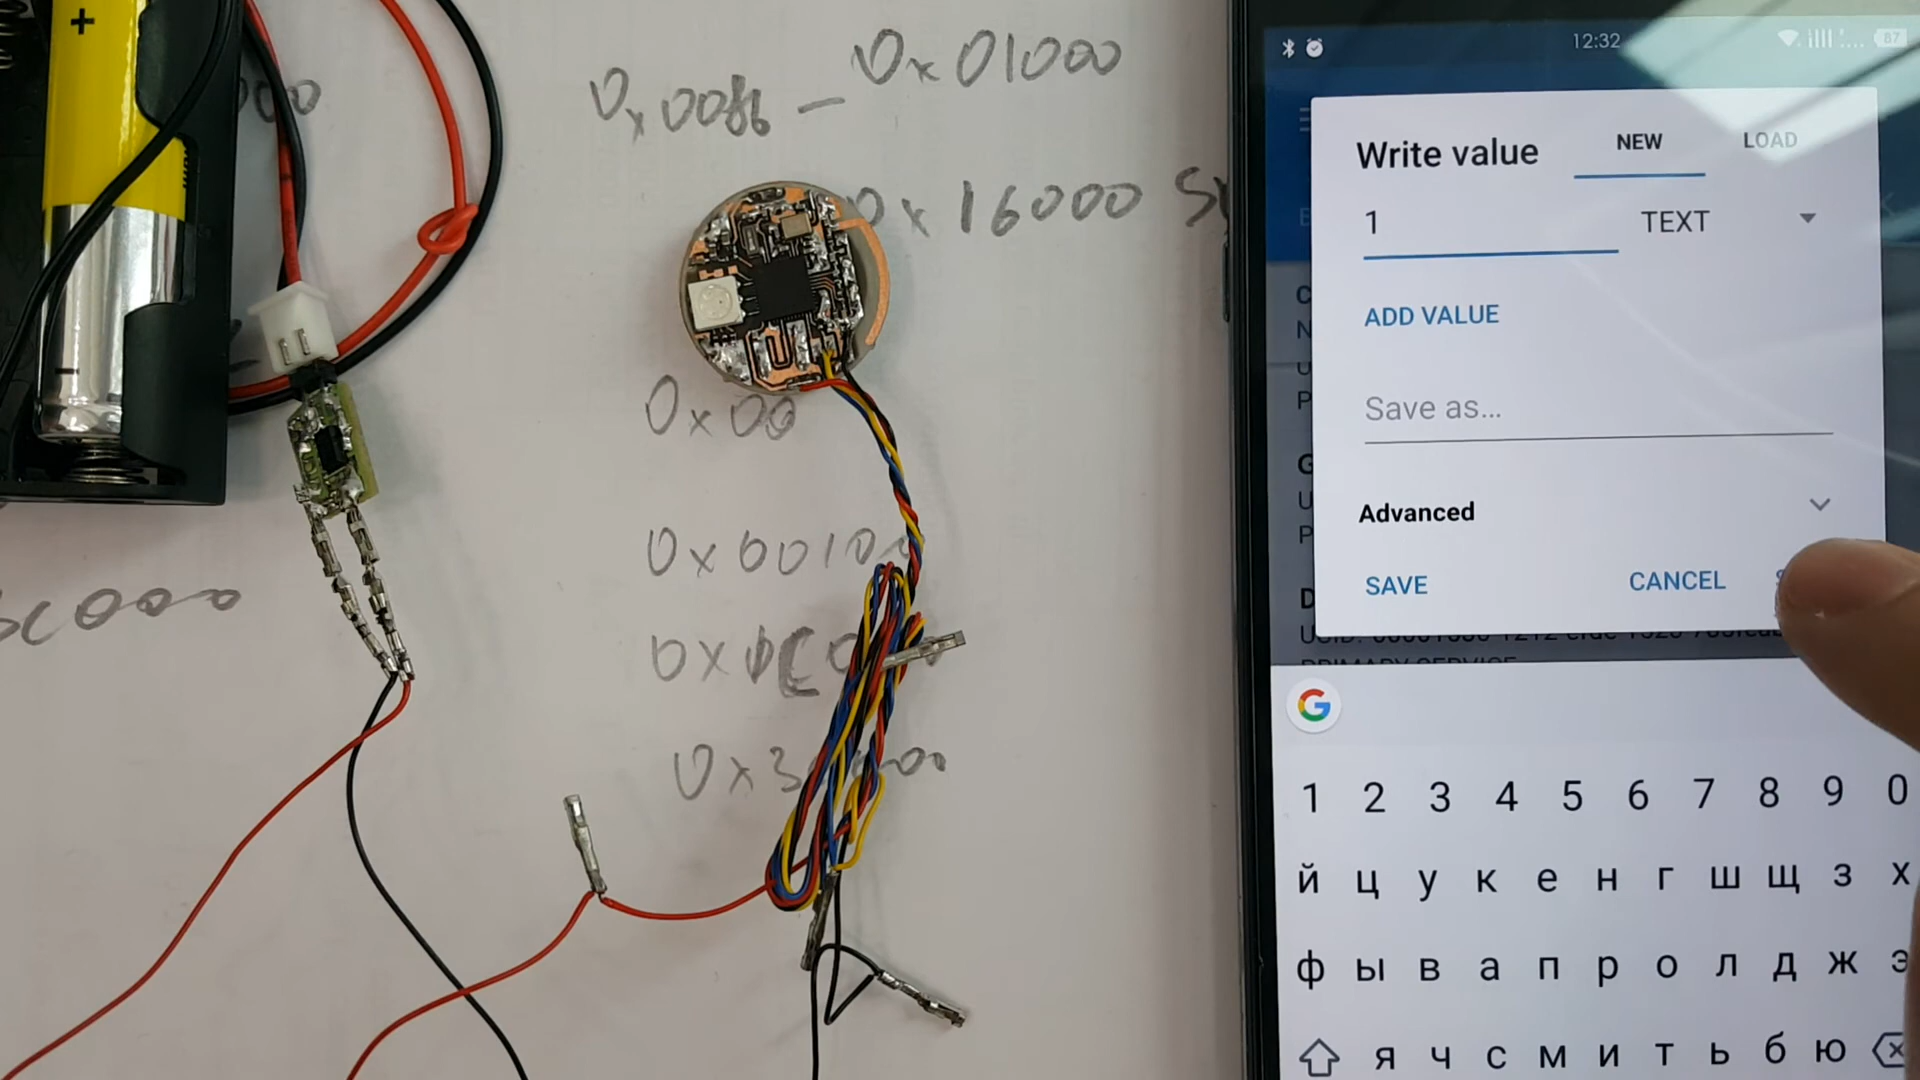 +
0x0086 - 0x01000
0x16000
0x00
12:32
87
Write value
NEW
LOAD
1
TEXT
ADD VALUE
Save as...
Advanced
SAVE
CANCEL
1 2 3 4 5 6 7 8 9 0
й ц у к е н г ш щ з х
ф ы в а п р о л д ж э
я ч с м и т ь б ю